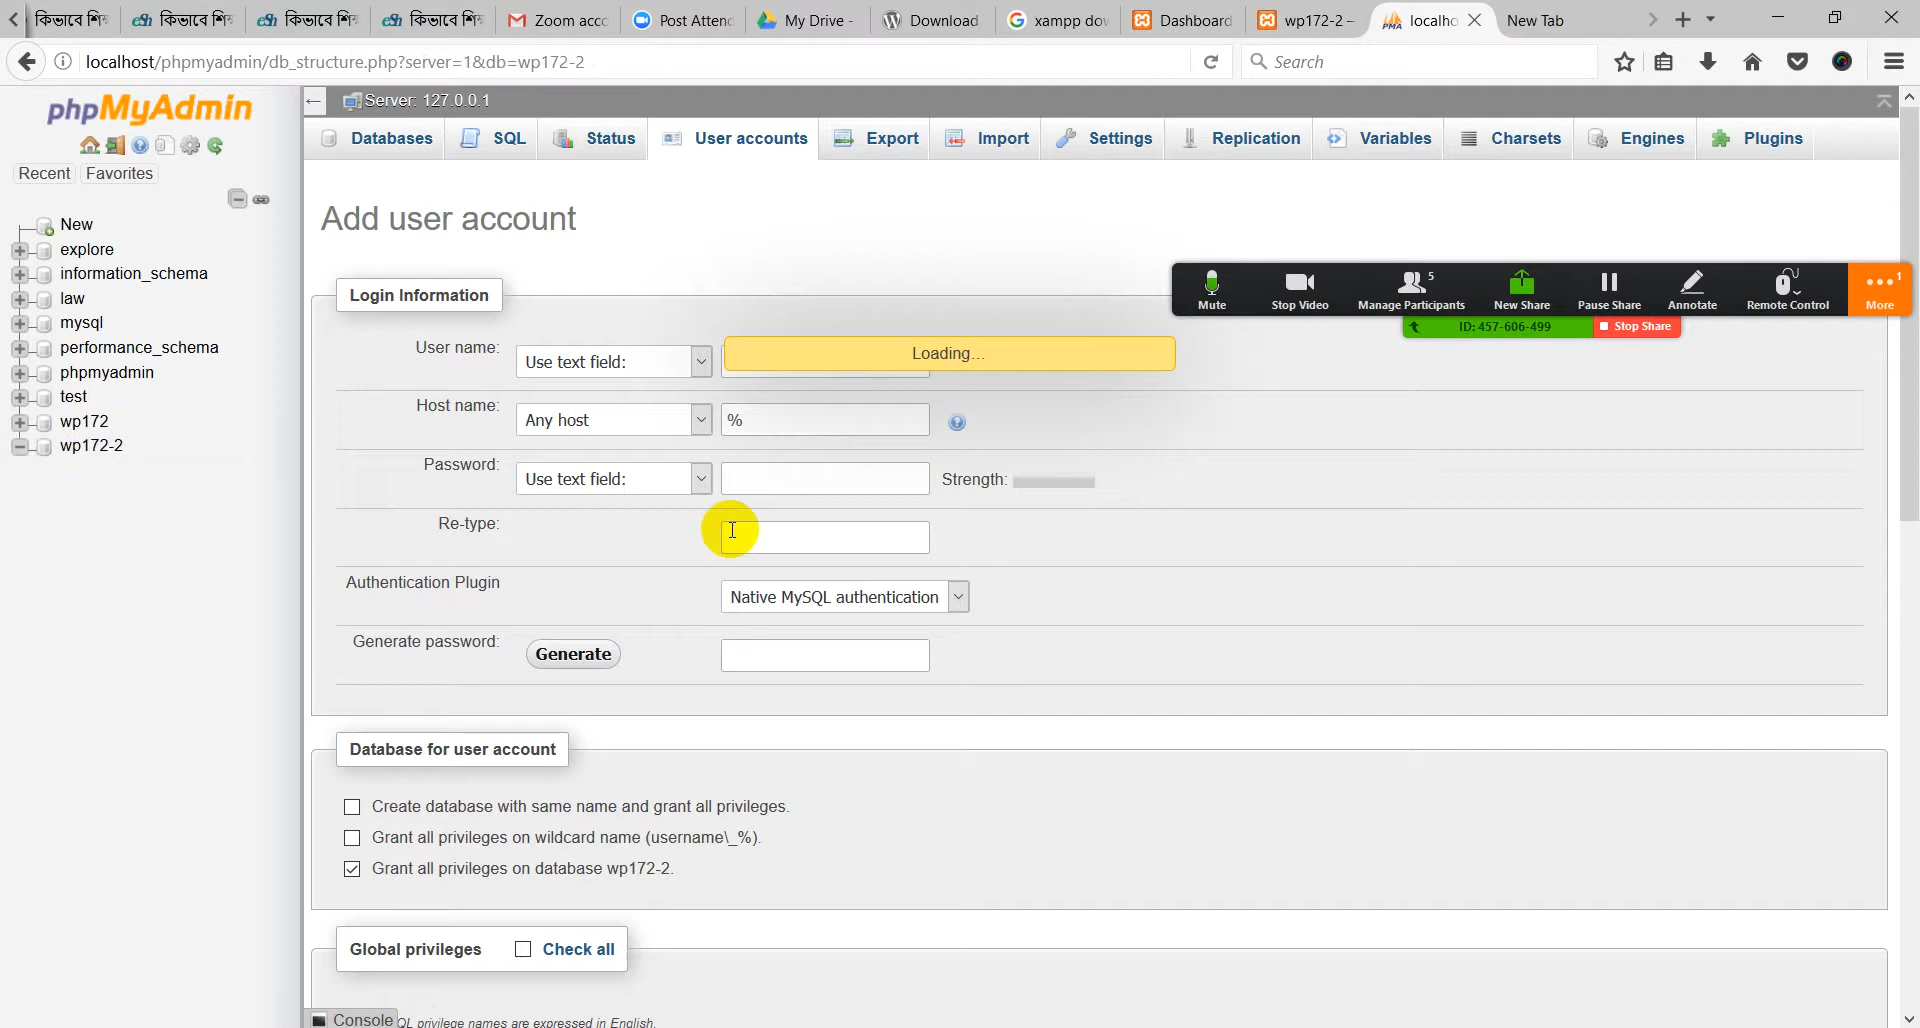 কিভাবে শি
কিভাবে শি
কিভাবে শি
কিভাবে শি
Zoom acco
Post Attend
My Drive -
Download
xampp do
Dashboard
wp172-2 –
localho
New Tab
localhost/phpmyadmin/db_structure.php?server=1&db=wp172-2
Search
phpMyAdmin
Server: 127.0.0.1
Databases SQL Status User accounts Export Import Settings Replication Variables Charsets Engines Plugins
Recent Favorites
New
explore
information_schema
law
mysql
performance_schema
phpmyadmin
test
wp172
wp172-2
Add user account
Login Information
Mute
Stop Video
5
Manage Participants
New Share
Pause Share
Annotate
Remote Control
1
More
ID: 457-606-499
Stop Share
User name: Use text field:
Loading…
Host name: Any host %
Password: Use text field: Strength:
Re-type:
Authentication Plugin Native MySQL authentication
Generate password: Generate
Database for user account
Create database with same name and grant all privileges.
Grant all privileges on wildcard name (username\_%).
Grant all privileges on database wp172-2.
Global privileges Check all
Console QL privilege names are expressed in English.